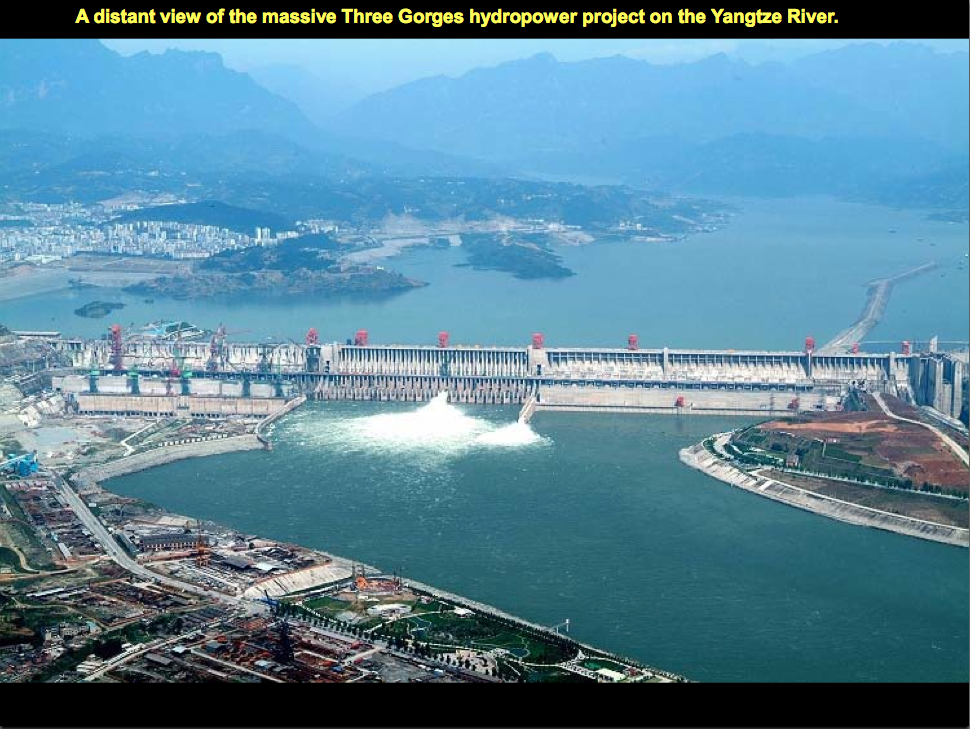 A distant view of the massive Three Gorges hydropower project on the Yangtze River.